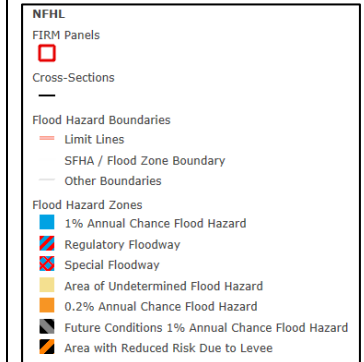 NFHL
FIRM Panels
Cross-Sections
Flood Hazard Boundaries
Limit Lines
SFHA / Flood Zone Boundary
Other Boundaries
Flood Hazard Zones
1% Annual Chance Flood Hazard
Regulatory Floodway
Special Floodway
Area of Undetermined Flood Hazard
0.2% Annual Chance Flood Hazard
Future Conditions 1% Annual Chance Flood Hazard
Area with Reduced Risk Due to Levee